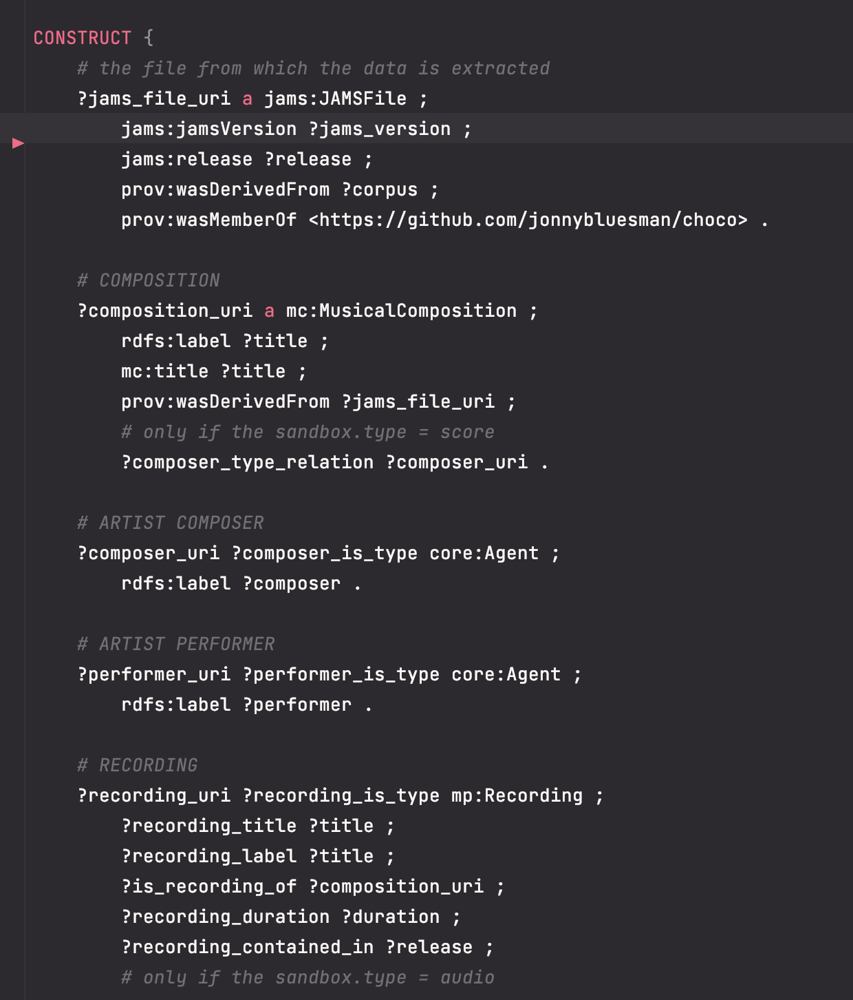 CONSTRUCT {
# the file from which the data is extracted
?jams_file_uri a jams:JAMSFile ;
jams:jamsVersion ?jams_version ;
jams:release ?release ;
prov:wasDerivedFrom ?corpus ;
prov:wasMemberOf <https://github.com/jonnybluesman/choco> .
# COMPOSITION
?composition_uri a mc:MusicalComposition ;
rdfs:label ?title ;
mc:title ?title ;
prov:wasDerivedFrom ?jams_file_uri ;
# only if the sandbox.type = score
?composer_type_relation ?composer_uri .
# ARTIST COMPOSER
?composer_uri ?composer_is_type core:Agent ;
rdfs:label ?composer .
# ARTIST PERFORMER
?performer_uri ?performer_is_type core:Agent ;
rdfs:label ?performer .
# RECORDING
?recording_uri ?recording_is_type mp:Recording ;
?recording_title ?title ;
?recording_label ?title ;
?is_recording_of ?composition_uri ;
?recording_duration ?duration ;
?recording_contained_in ?release ;
# only if the sandbox.type = audio